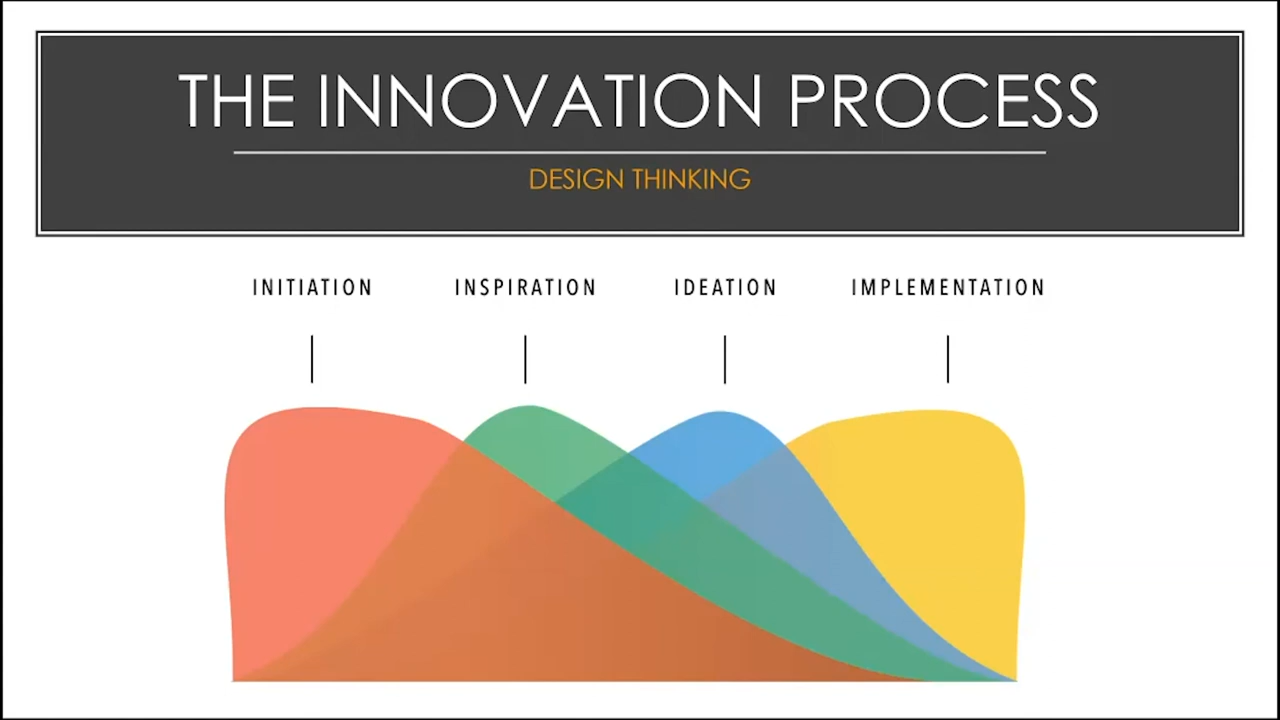 THE INNOVATION PROCESS
DESIGN THINKING
INITIATION INSPIRATION IDEATION IMPLEMENTATION